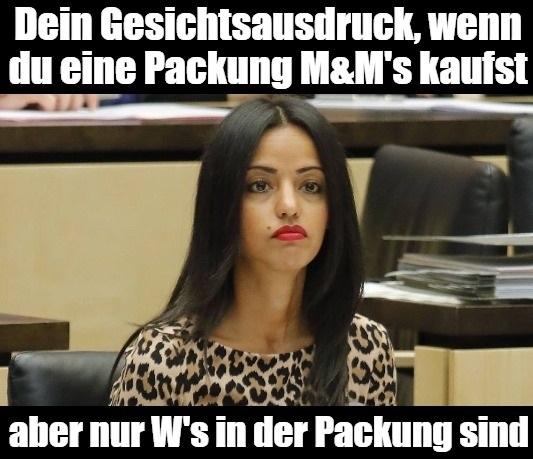 Dein Gesichtsausdruck, wenn
du eine Packung M&M's kaufst
aber nur W's in der Packung sind